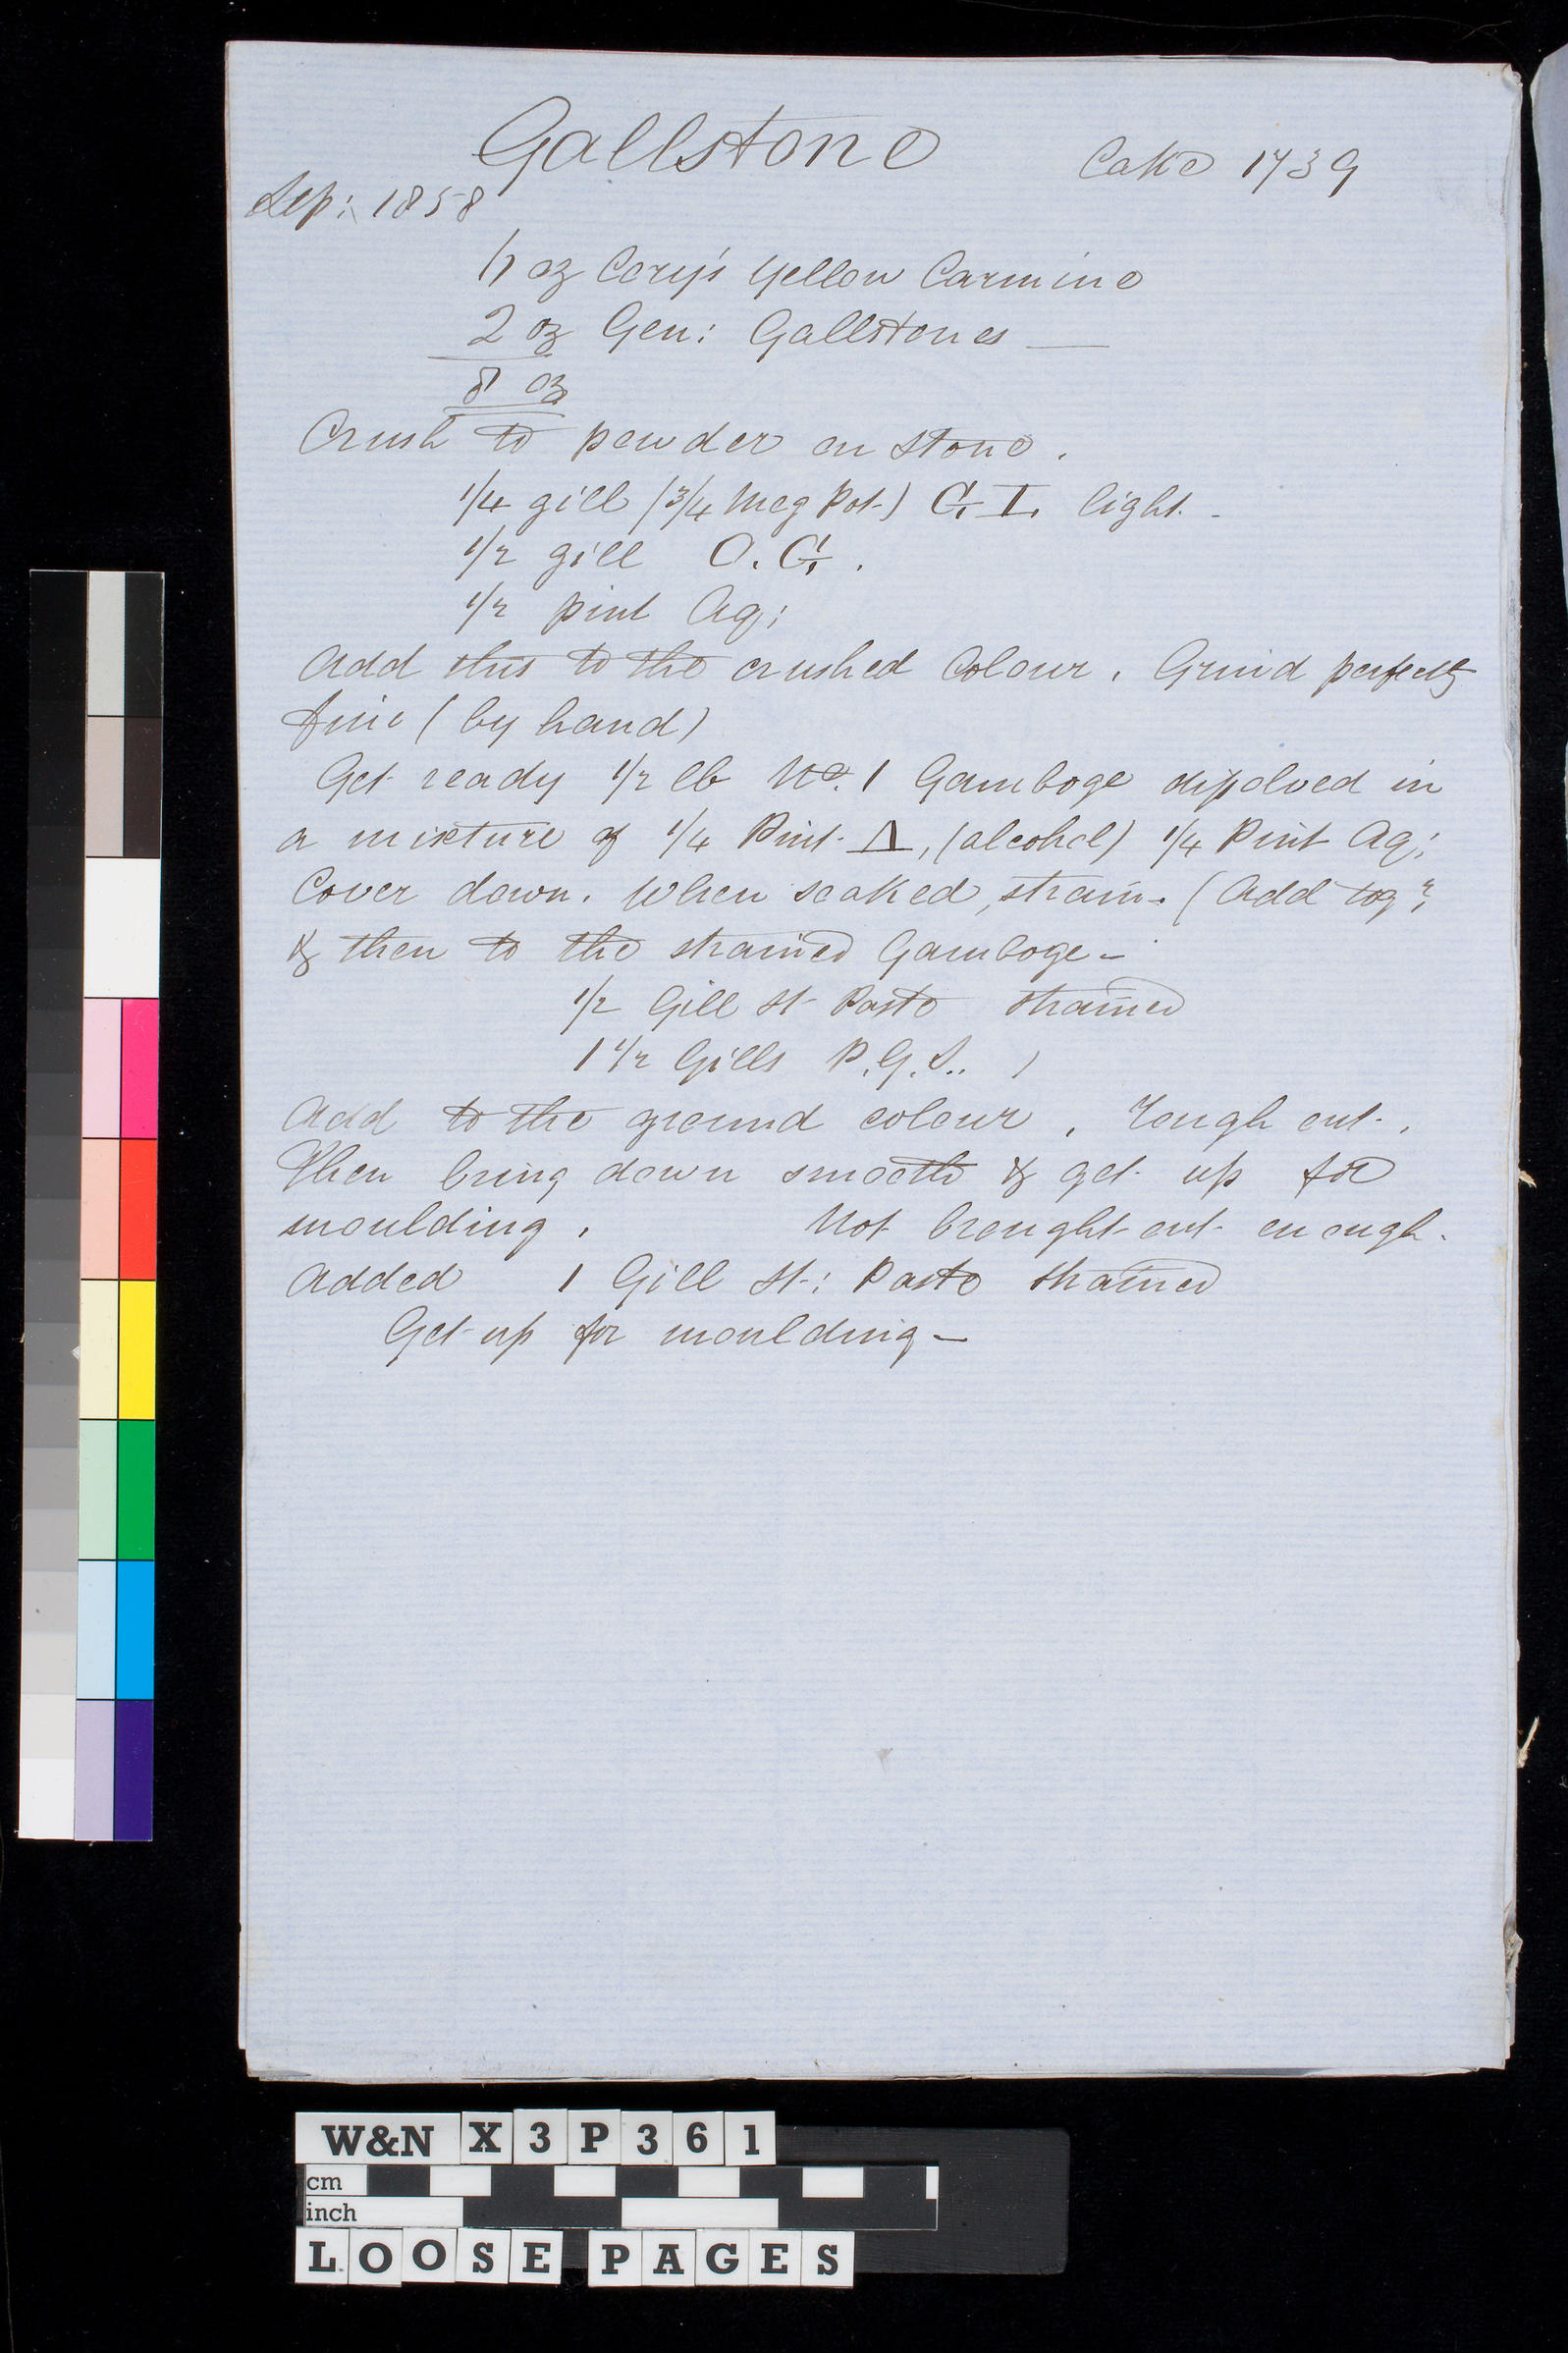 Gallstone Cake 1739
Sep: 1858
6 oz Cory's Yellow Carmine
2 oz Gen: Gallstones —
8 oz
Crush to powder on stone.
1/4 gill (3/4 Meg Pot) G. I. light -
1/2 gill O. G.
1/2 pint Aq;
Add this to the crushed Colour. Grind perfectly
fine (by hand)
Get ready 1/2 lb No. 1 Gamboge dissolved in
a mixture of 1/4 Pint (alcohol) 1/4 Pint Aq;
Cover down. When soaked, strain. (Add tog:r
& then to the strained Gamboge -
1/2 Gill St Paste strained
1 1/2 Gills P.G.S.. )
Add to the ground colour. Tough out.
Then bring down smooth & get up for
moulding. Not brought out enough.
Added 1 Gill St: Paste strained
Get up for moulding -
W&N X3P361
cm
inch
LOOSE PAGES